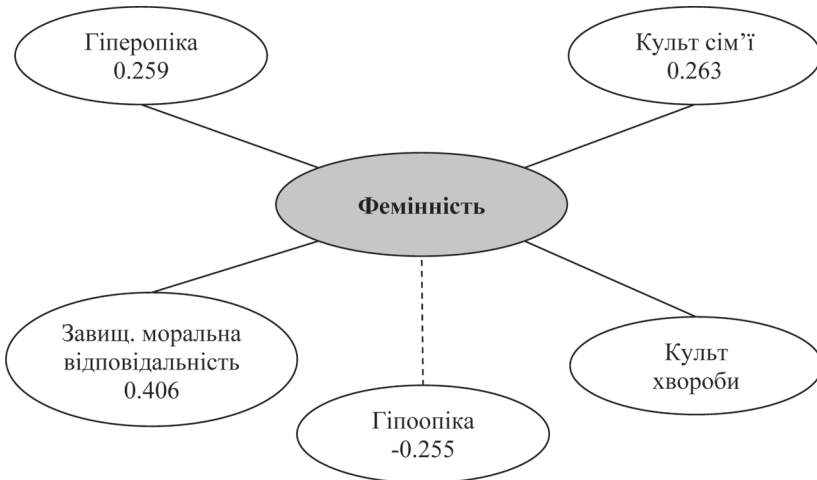 Гіперопіка
0.259
Культ сім’ї
0.263
Фемінність
Завищ. моральна
відповідальність
0.406
Гіпоопіка
-0.255
Культ
хвороби